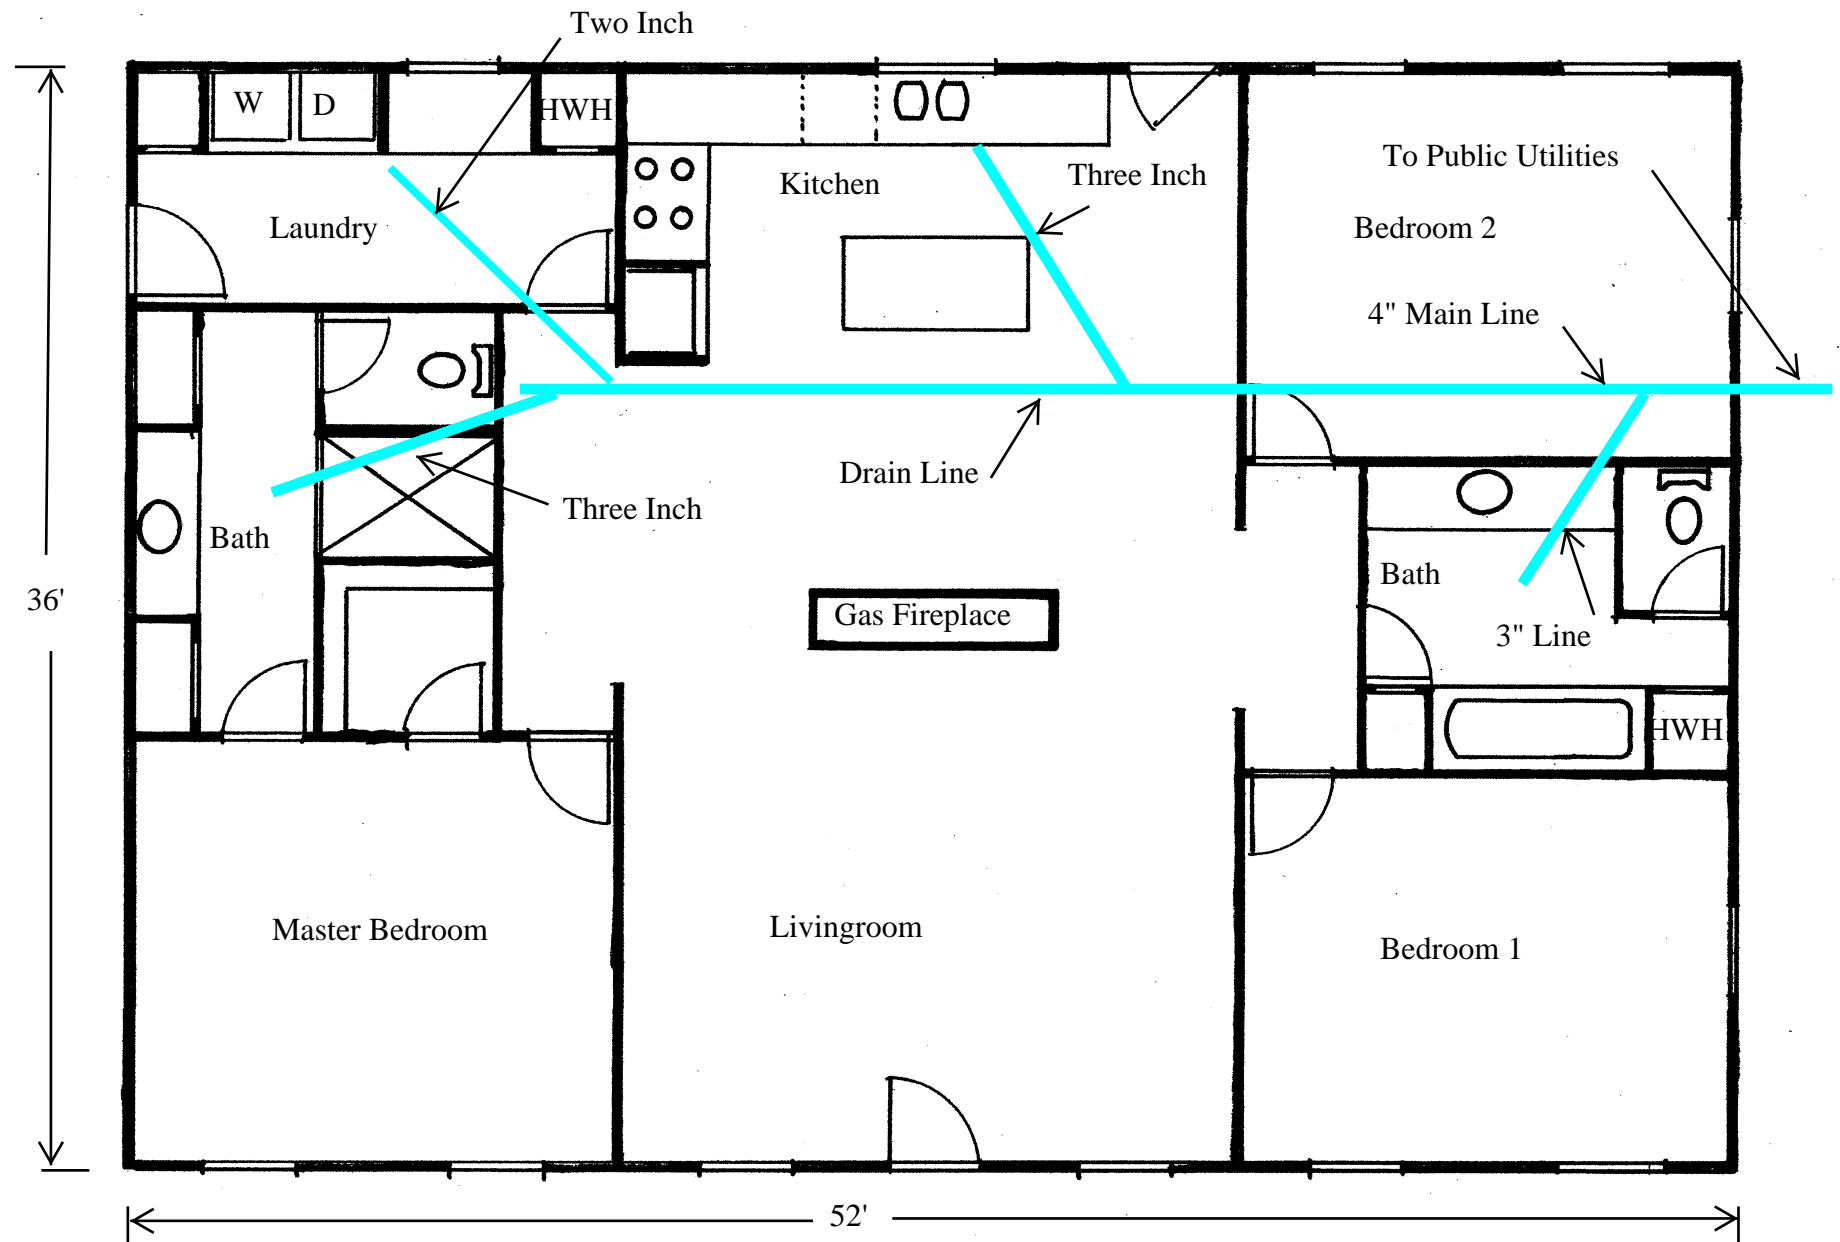 Two Inch
W
D
HWH
To Public Utilities
Kitchen
Three Inch
Laundry
Bedroom 2
4" Main Line
Drain Line
Three Inch
Bath
Bath
36'
Gas Fireplace
3" Line
HWH
Master Bedroom
Livingroom
Bedroom 1
52'